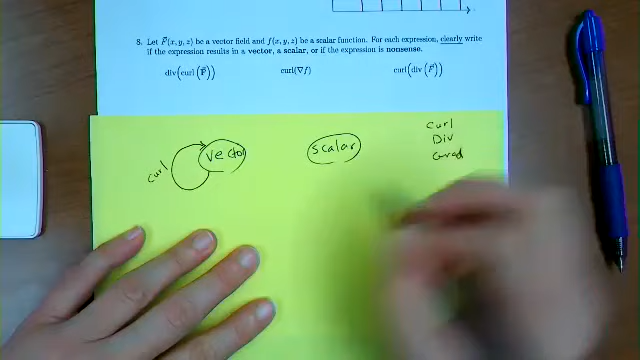 8. Let F⃗(x, y, z) be a vector field and f(x, y, z) be a scalar function. For each expression, clearly write
if the expression results in a vector, a scalar, or if the expression is nonsense.
div(curl(F⃗)) curl(∇f) curl(div(F⃗))
curl vector scalar
Curl
Div
Grad